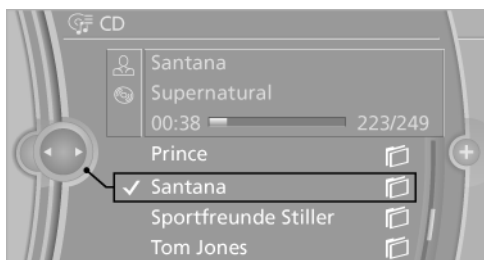 CD
Santana
Supernatural
00:38 223/249
Prince
Santana
Sportfreunde Stiller
Tom Jones